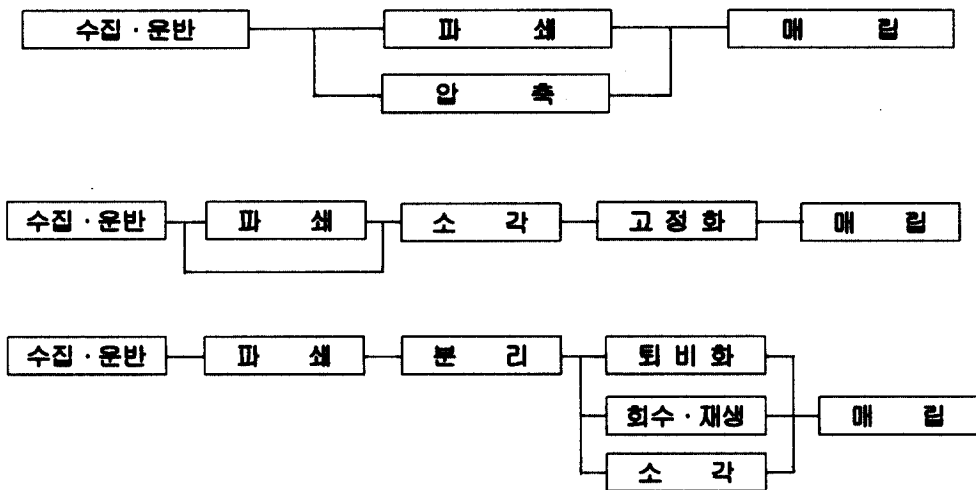 수집·운반 파 쇄 매 립
압 축
수집·운반 파 쇄 소 각 고 정 화 매 립
수집·운반 파 쇄 분 리 퇴 비 화
회수·재생 매 립
소 각